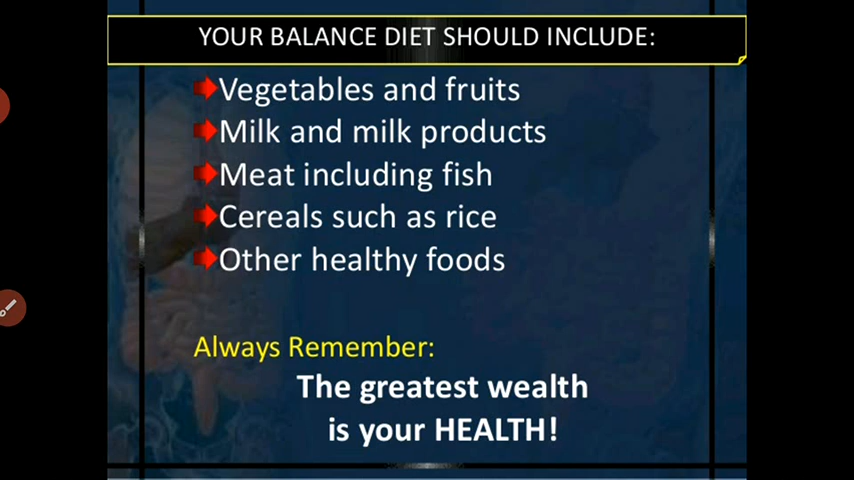 YOUR BALANCE DIET SHOULD INCLUDE:
Vegetables and fruits
Milk and milk products
Meat including fish
Cereals such as rice
Other healthy foods
Always Remember:
The greatest wealth
is your HEALTH!